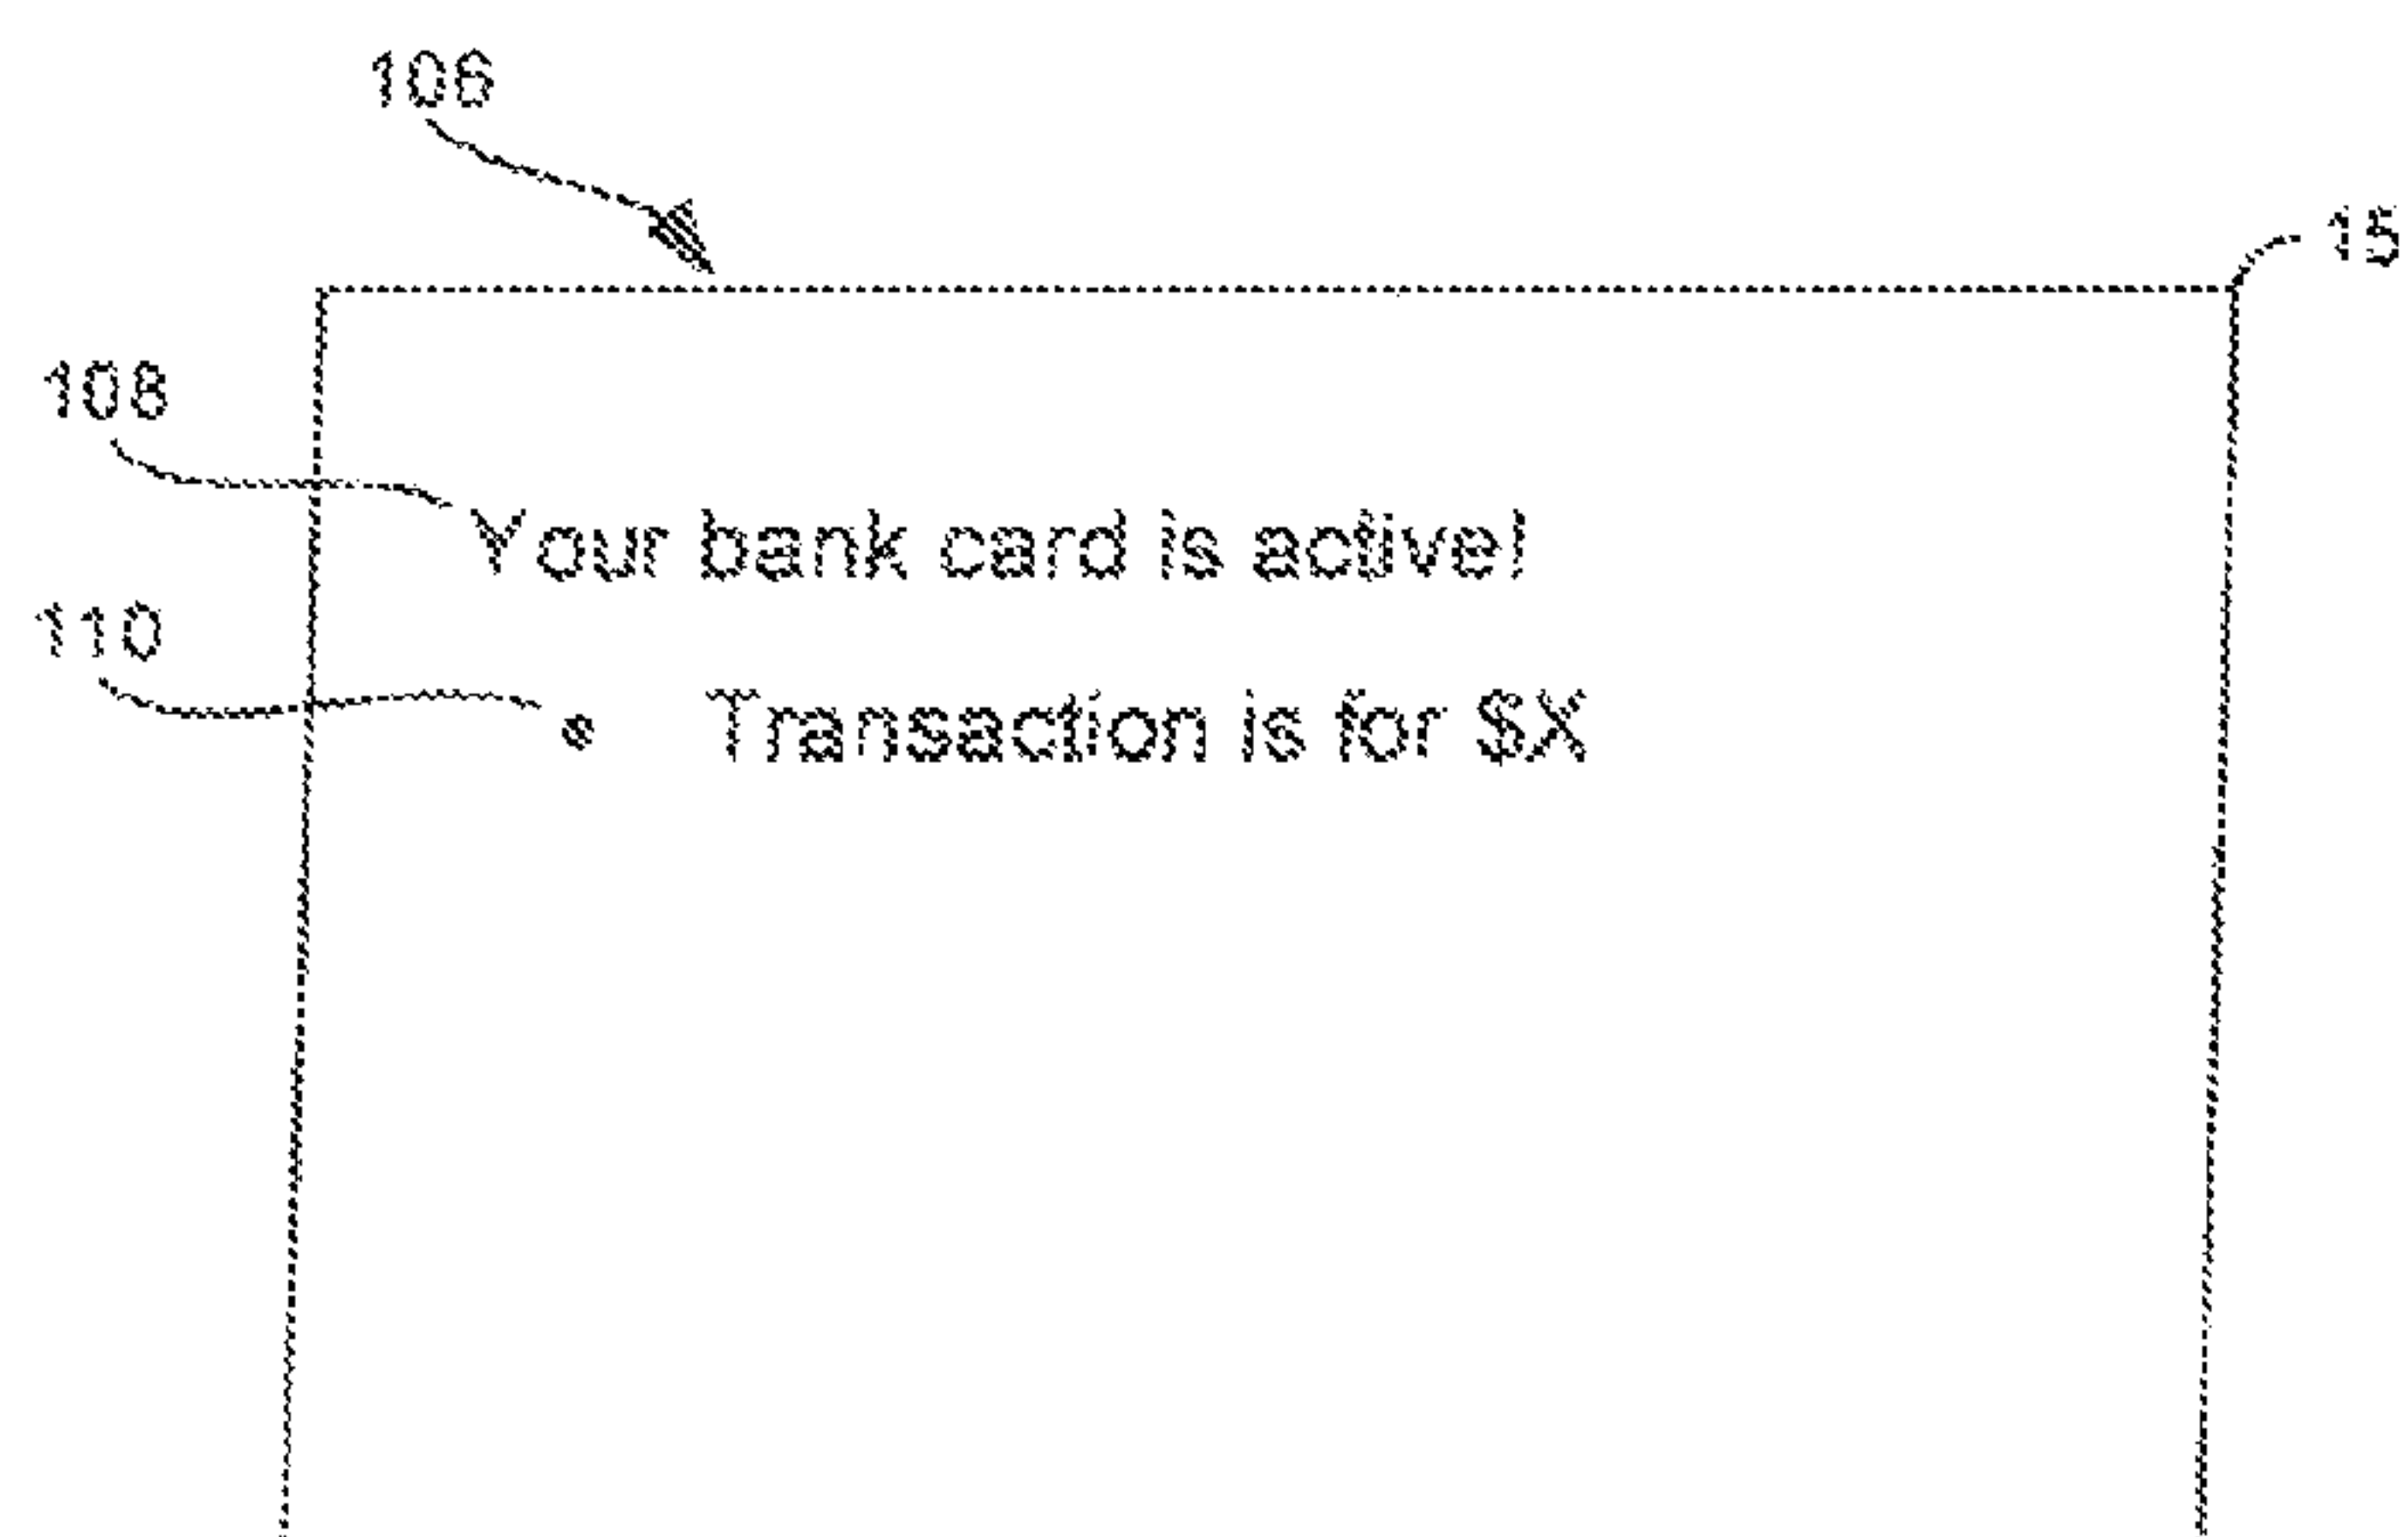 106
15
108
Your bank card is active!
110
• Transaction is for $X